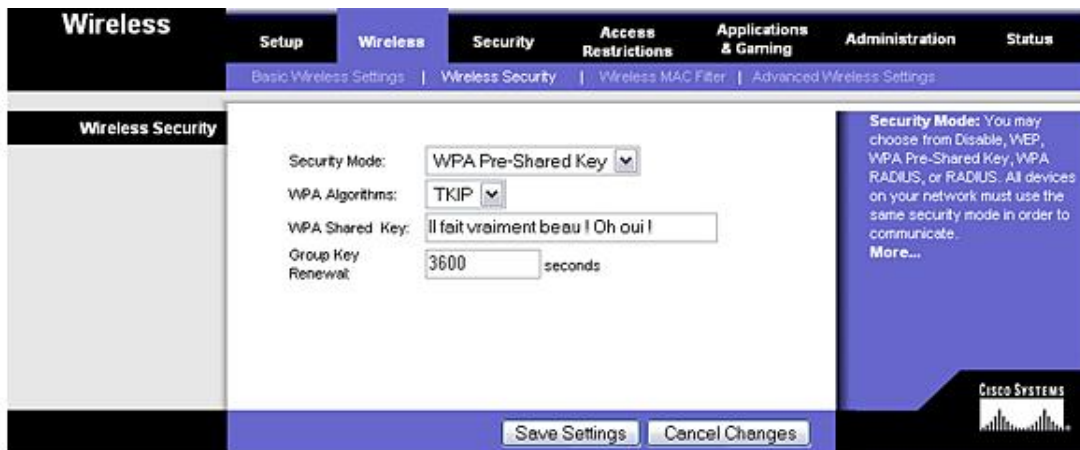 Wireless
Setup
Wireless
Security
Access
Restrictions
Applications
& Gaming
Administration
Status
Basic Wireless Settings | Wireless Security | Wireless MAC Filter | Advanced Wireless Settings
Wireless Security
Security Mode: WPA Pre-Shared Key
WPA Algorithms: TKIP
WPA Shared Key: Il fait vraiment beau ! Oh oui !
Group Key
Renewal: 3600 seconds
Security Mode: You may
choose from Disable, WEP,
WPA Pre-Shared Key, WPA
RADIUS, or RADIUS. All devices
on your network must use the
same security mode in order to
communicate.
More...
CISCO SYSTEMS
Save Settings
Cancel Changes